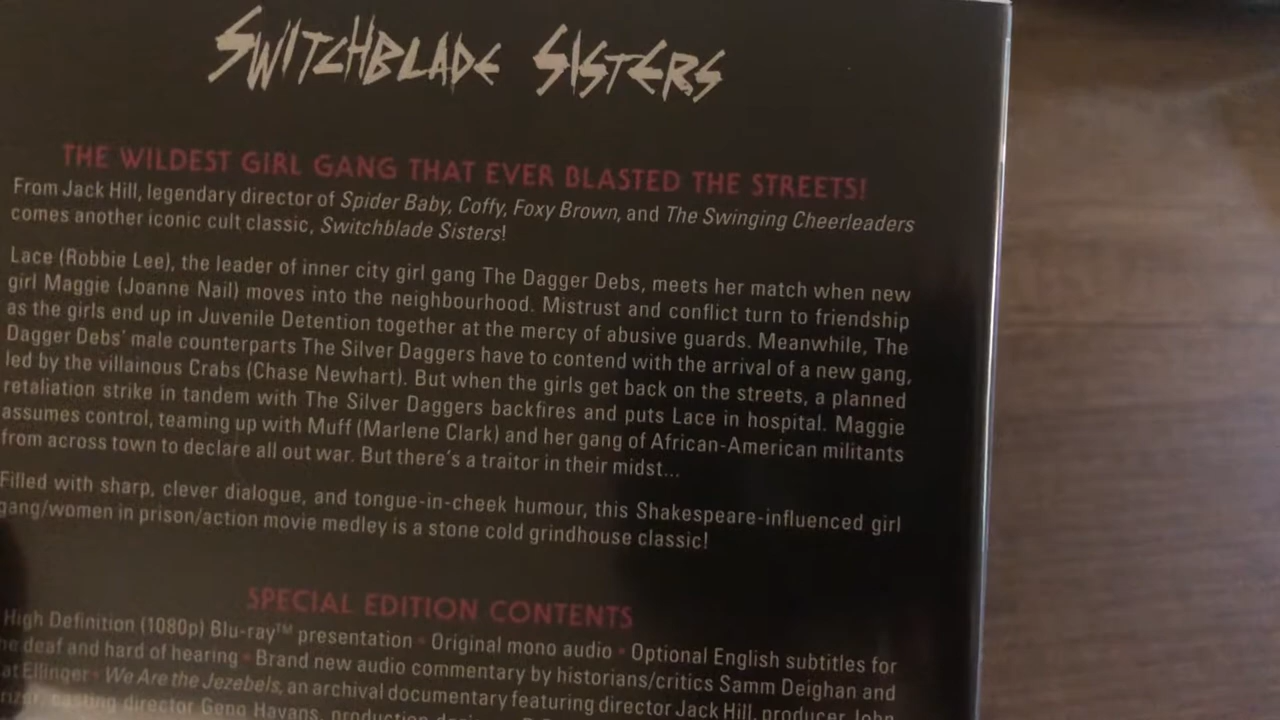 SWITCHBLADE SISTERS
THE WILDEST GIRL GANG THAT EVER BLASTED THE STREETS!
From Jack Hill, legendary director of Spider Baby, Coffy, Foxy Brown, and The Swinging Cheerleaders
comes another iconic cult classic, Switchblade Sisters!
Lace (Robbie Lee), the leader of inner city girl gang The Dagger Debs, meets her match when new
girl Maggie (Joanne Nail) moves into the neighbourhood. Mistrust and conflict turn to friendship
as the girls end up in Juvenile Detention together at the mercy of abusive guards. Meanwhile, The
Dagger Debs' male counterparts The Silver Daggers have to contend with the arrival of a new gang,
led by the villainous Crabs (Chase Newhart). But when the girls get back on the streets, a planned
retaliation strike in tandem with The Silver Daggers backfires and puts Lace in hospital. Maggie
assumes control, teaming up with Muff (Marlene Clark) and her gang of African-American militants
from across town to declare all out war. But there's a traitor in their midst...
Filled with sharp, clever dialogue, and tongue-in-cheek humour, this Shakespeare-influenced girl
gang/women in prison/action movie medley is a stone cold grindhouse classic!
SPECIAL EDITION CONTENTS
High Definition (1080p) Blu-ray™ presentation • Original mono audio • Optional English subtitles for
he deaf and hard of hearing • Brand new audio commentary by historians/critics Samm Deighan and
at Ellinger • We Are the Jezebels, an archival documentary featuring director Jack Hill, producer John
casting director Geno Havans, production